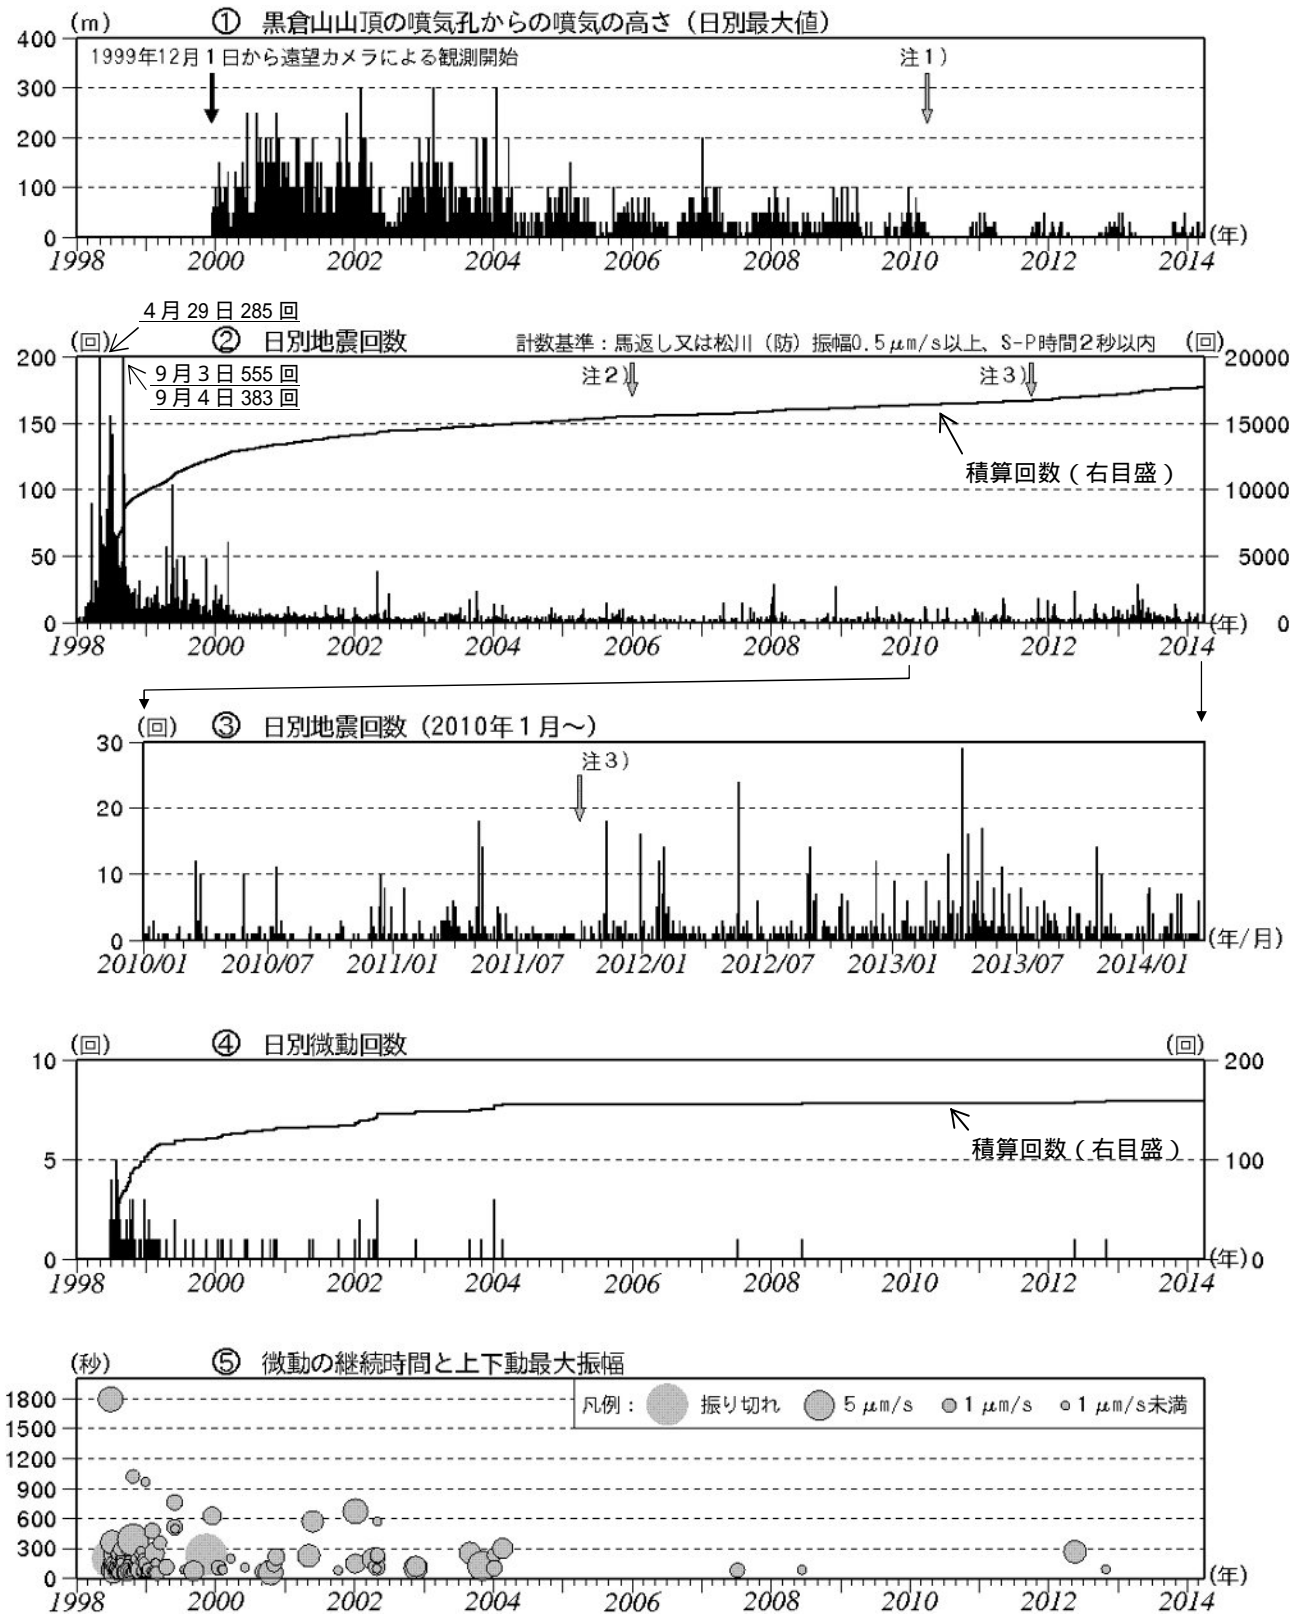 (m) ① 黒倉山山頂の噴気孔からの噴気の高さ（日別最大値）
400
1999年12月1日から遠望カメラによる観測開始 注1)
300
200
100
0 (年)
1998 2000 2002 2004 2006 2008 2010 2012 2014
4月29日285回
(回) ② 日別地震回数 計数基準：馬返し又は松川（防）振幅0.5μm/s以上、S-P時間2秒以内 (回)
200 20000
9月3日555回 注2) 注3)
9月4日383回
150 15000
積算回数（右目盛）
100 10000
50 5000
0 (年) 0
1998 2000 2002 2004 2006 2008 2010 2012 2014
(回) ③ 日別地震回数（2010年1月～）
30
注3)
20
10
0 (年/月)
2010/01 2010/07 2011/01 2011/07 2012/01 2012/07 2013/01 2013/07 2014/01
(回) ④ 日別微動回数 (回)
10 200
積算回数（右目盛）
5 100
0 (年) 0
1998 2000 2002 2004 2006 2008 2010 2012 2014
(秒) ⑤ 微動の継続時間と上下動最大振幅
1800 凡例： 振り切れ 5μm/s 1μm/s 1μm/s未満
1500
1200
900
600
300
0 (年)
1998 2000 2002 2004 2006 2008 2010 2012 2014